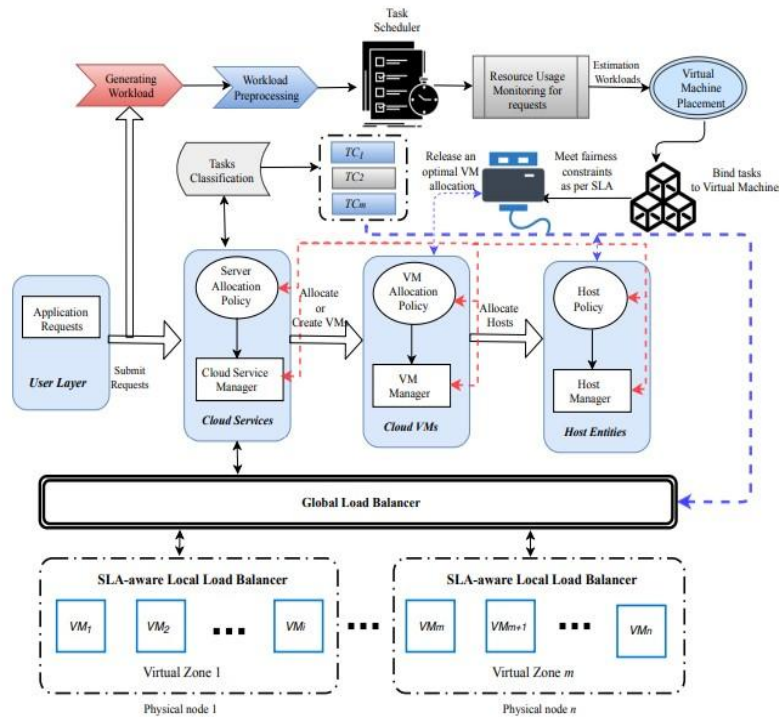 Task
Scheduler
Generating
Workload
Workload
Preprocessing
Resource Usage
Monitoring for
requests
Estimation
Workloads
Virtual
Machine
Placement
Tasks
Classification
TC1
TC2
TCm
Release an
optimal VM
allocation
Meet fairness
constraints
as per SLA
Bind tasks
to Virtual Machine
Application
Requests
User Layer
Submit
Requests
Server
Allocation
Policy
Cloud Service
Manager
Cloud Services
Allocate
or
Create VMs
VM
Allocation
Policy
VM
Manager
Cloud VMs
Allocate
Hosts
Host
Policy
Host
Manager
Host Entities
Global Load Balancer
SLA-aware Local Load Balancer
VM1
VM2
...
VMi
Virtual Zone 1
Physical node 1
...
SLA-aware Local Load Balancer
VMm
VMm+1
...
VMn
Virtual Zone m
Physical node n